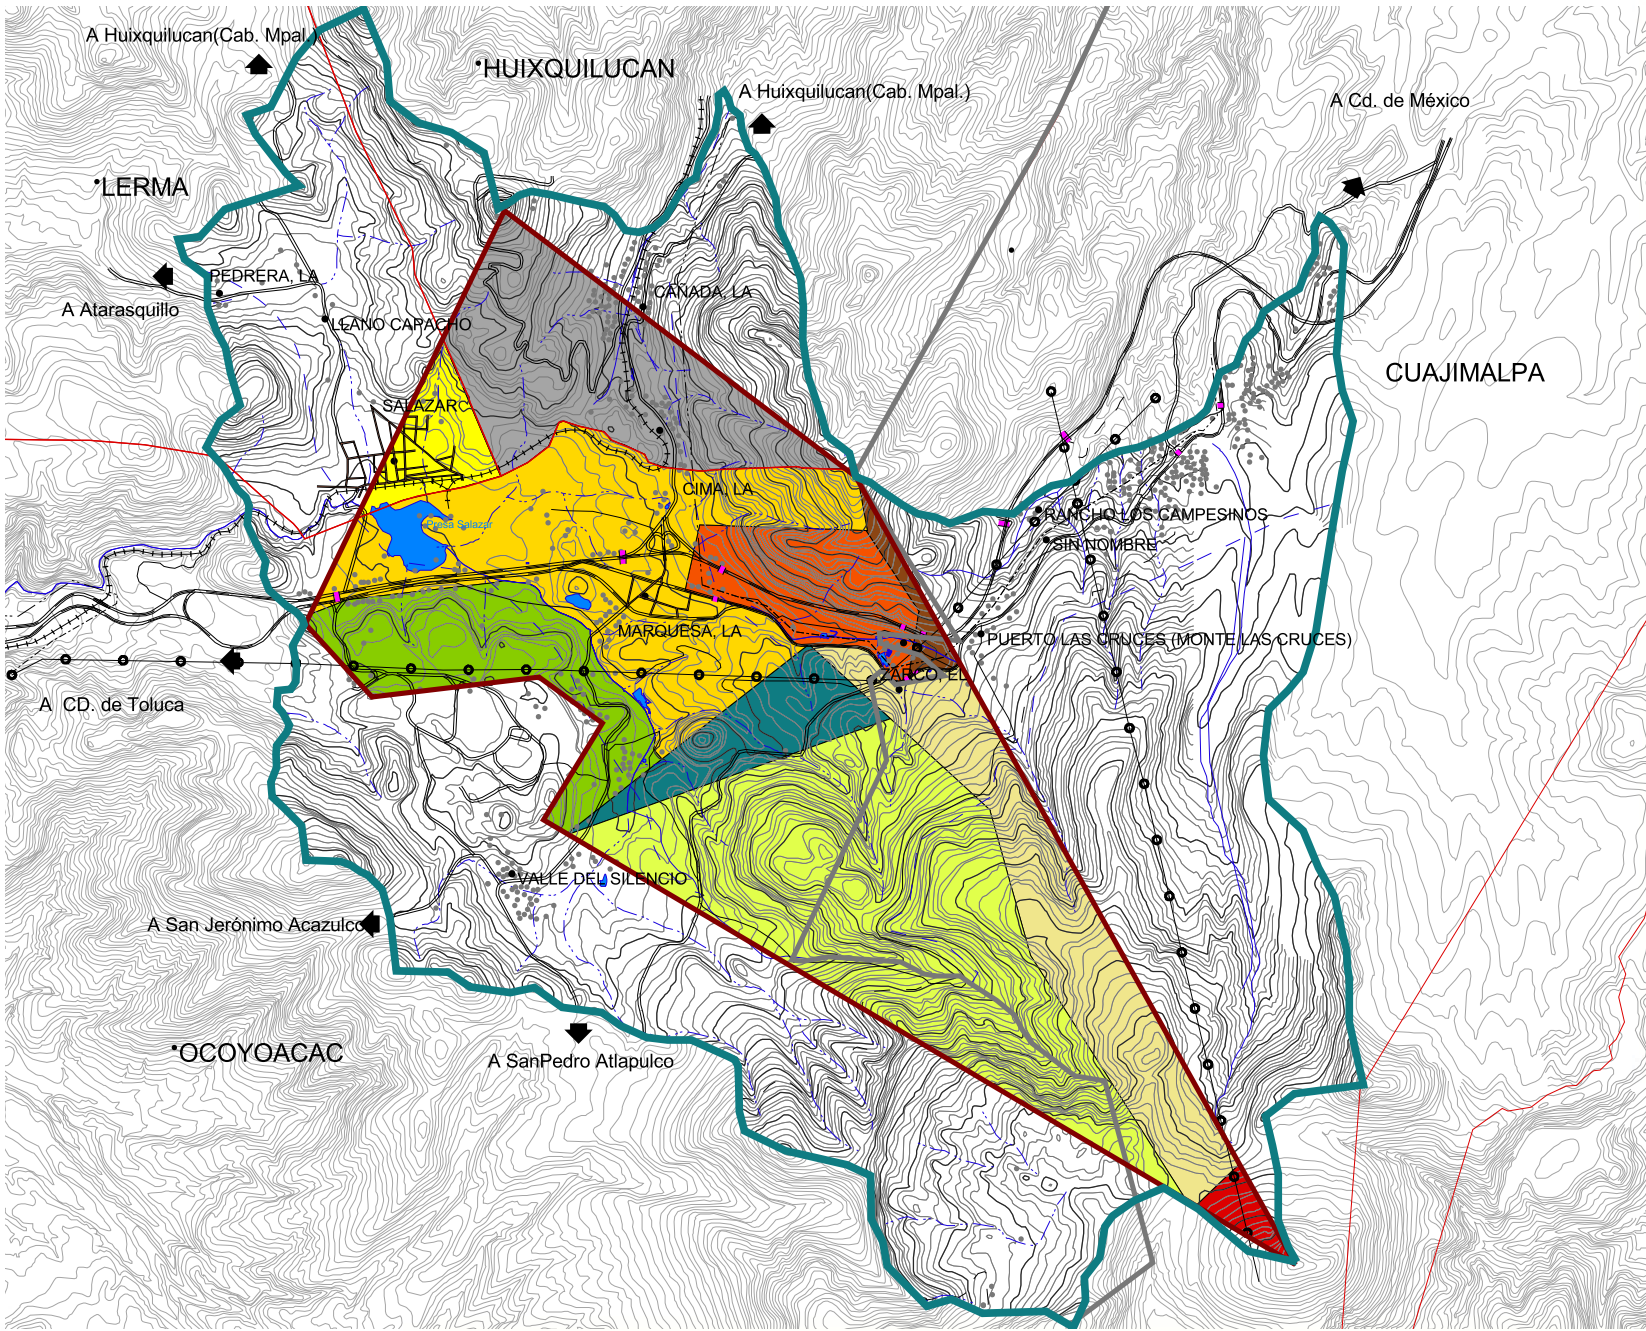 A Huixquilucan(Cab. Mpal.)
HUIXQUILUCAN
A Huixquilucan(Cab. Mpal.)
A Cd. de México
LERMA
PEDRERA, LA
CAÑADA, LA
A Atarasquillo
LLANO CAPACHO
CUAJIMALPA
SALAZARC
CIMA, LA
RANCHO LOS CAMPESINOS
Presa Salazar
SIN NOMBRE
MARQUESA, LA
PUERTO LAS CRUCES (MONTE LAS CRUCES)
ZARCO, EL
A CD. de Toluca
VALLE DEL SILENCIO
A San Jerónimo Acazulco
OCOYOACAC
A SanPedro Atlapulco